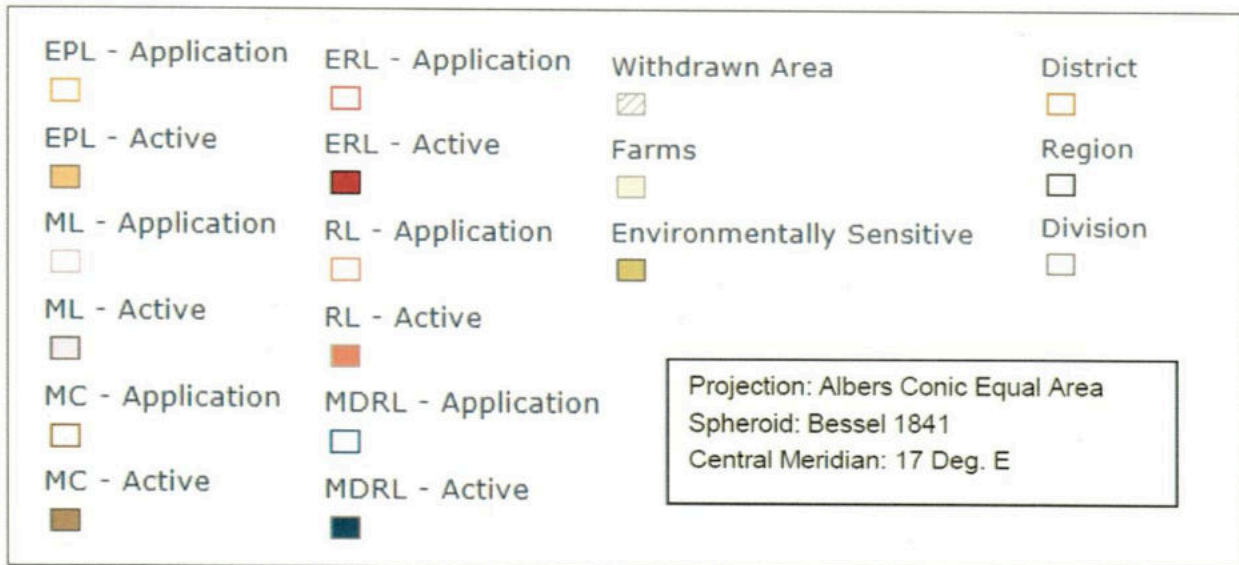 EPL - Application
EPL - Active
ML - Application
ML - Active
MC - Application
MC - Active
ERL - Application
ERL - Active
RL - Application
RL - Active
MDRL - Application
MDRL - Active
Withdrawn Area
Farms
Environmentally Sensitive
District
Region
Division
Projection: Albers Conic Equal Area
Spheroid: Bessel 1841
Central Meridian: 17 Deg. E